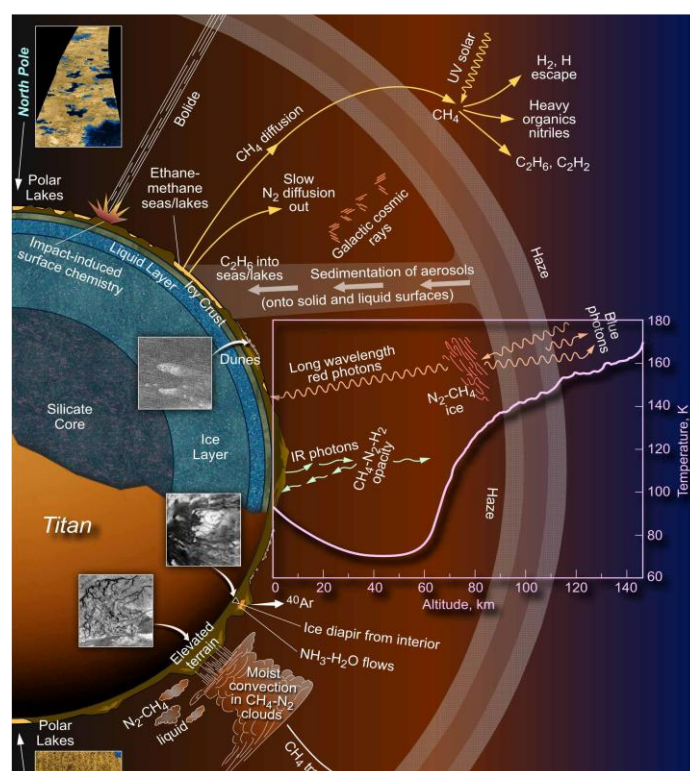 North Pole
Polar
Lakes
Bolide
Ethane-
methane
seas/lakes
CH₄ diffusion
Slow
N₂ diffusion
out
UV solar
CH₄
H₂, H
escape
Heavy
organics
nitriles
C₂H₆, C₂H₂
Galactic cosmic
rays
Haze
Impact-induced
surface chemistry
Liquid Layer
Icy Crust
C₂H₆ into
seas/lakes
Sedimentation of aerosols
(onto solid and liquid surfaces)
Dunes
Silicate
Core
Ice
Layer
Titan
Long wavelength
red photons
Blue
photons
N₂-CH₄
ice
IR photons
CH₄-N₂-H₂
opacity
Haze
180
160
140
120
100
80
60
Temperature, K
0
20
40
60
80
100
120
140
Altitude, km
⁴⁰Ar
Ice diapir from interior
NH₃-H₂O flows
Elevated
terrain
Moist
convection
in CH₄-N₂
clouds
N₂-CH₄
liquid
Polar
Lakes
CH₄